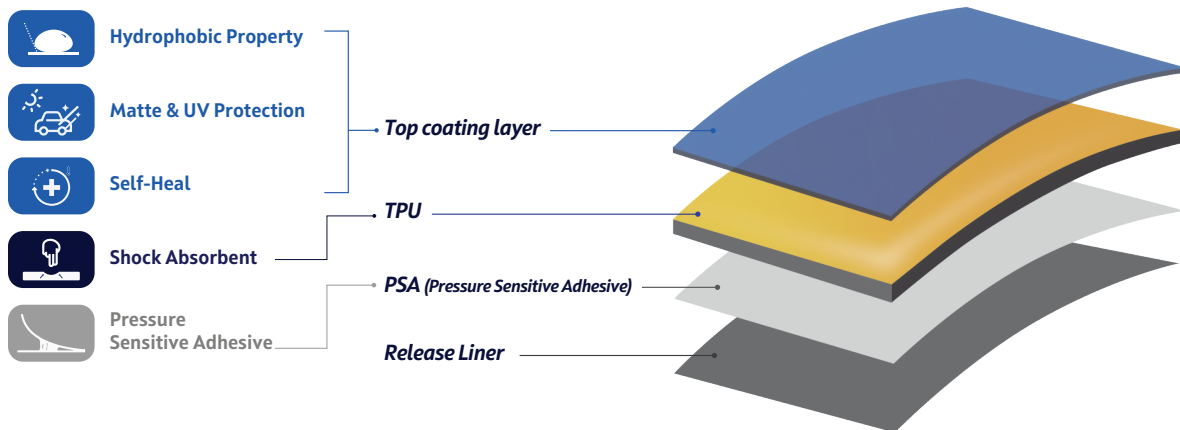 Hydrophobic Property
Matte & UV Protection
Self-Heal
Shock Absorbent
Pressure
Sensitive Adhesive
Top coating layer
TPU
PSA (Pressure Sensitive Adhesive)
Release Liner